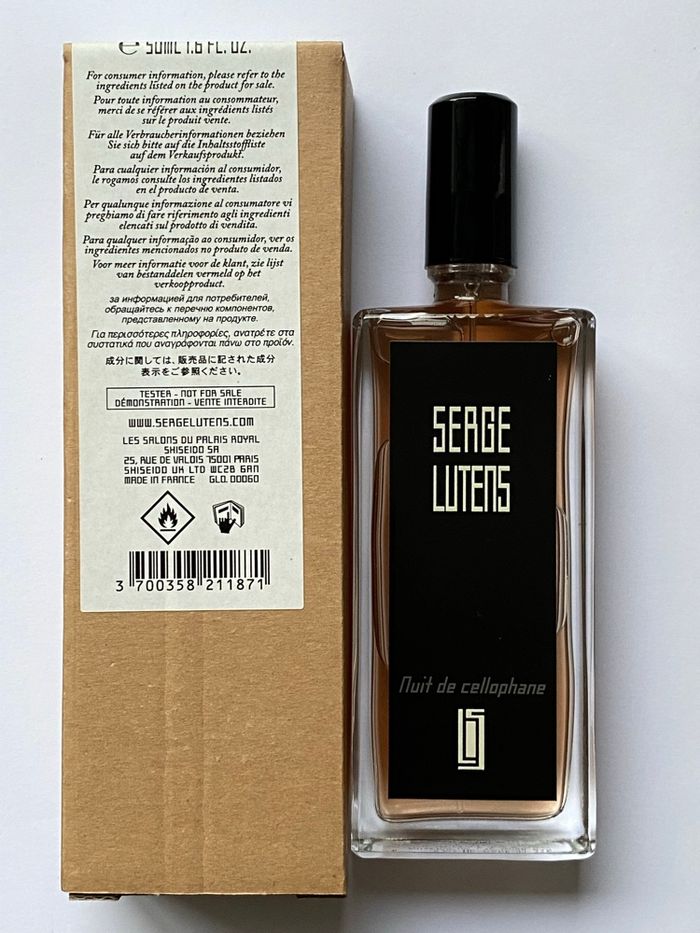 ℮ 50ML 1.6 FL. OZ.
For consumer information, please refer to the
ingredients listed on the product for sale.
Pour toute information au consommateur,
merci de se référer aux ingrédients listés
sur le produit vente.
Für alle Verbraucherinformationen beziehen
Sie sich bitte auf die Inhaltsstoffliste
auf dem Verkaufsprodukt.
Para cualquier información al consumidor,
le rogamos consulte los ingredientes listados
en el producto de venta.
Per qualunque informazione al consumatore vi
preghiamo di fare riferimento agli ingredienti
elencati sul prodotto di vendita.
Para qualquer informação ao consumidor, ver os
ingredientes mencionados no produto de venda.
Voor meer informatie voor de klant, zie lijst
van bestanddelen vermeld op het
verkoopproduct.
за информацией для потребителей,
обращайтесь к перечню компонентов,
представленному на продукте.
Για περισσότερες πληροφορίες, ανατρέτε στα
συστατικά που αναγράφονται πάνω στο προϊόν.
成分に関しては、販売品に記された成分
表示をご参照ください。
TESTER - NOT FOR SALE
DÉMONSTRATION - VENTE INTERDITE
WWW.SERGELUTENS.COM
LES SALONS DU PALAIS ROYAL
SHISEIDO SA
25, RUE DE VALOIS 75001 PARIS
SHISEIDO UK LTD WC2B 6AN
MADE IN FRANCE GLO. 00060
3 700358 211871
SERGE
LUTENS
Nuit de cellophane